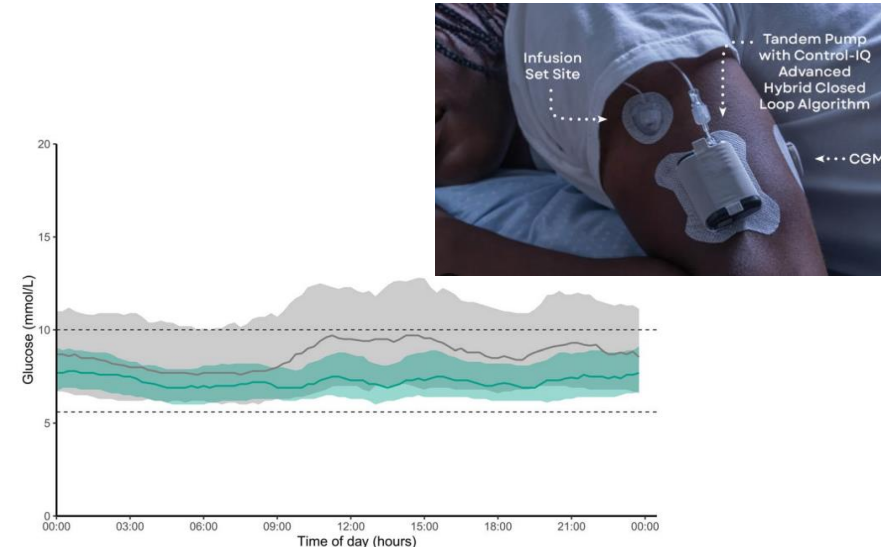 Infusion
Set Site
Tandem Pump
with Control-IQ
Advanced
Hybrid Closed
Loop Algorithm
CGM
Glucose (mmol/L)
20
15
10
5
0
00:00 03:00 06:00 09:00 12:00 15:00 18:00 21:00 00:00
Time of day (hours)